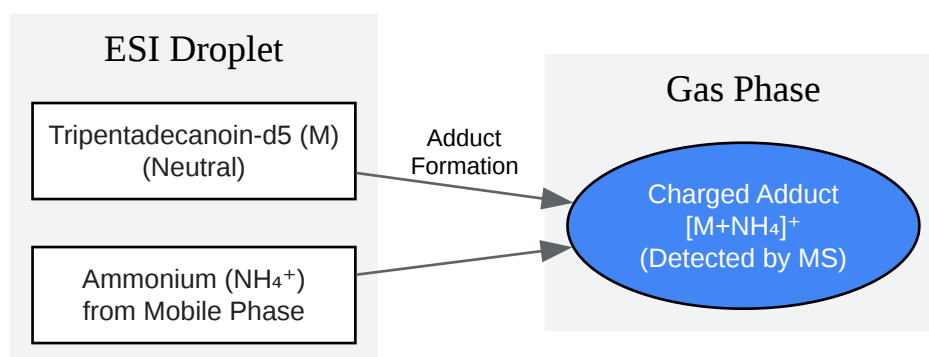 ESI Droplet
Tripentadecanoin-d5 (M)
(Neutral)
Ammonium (NH₄⁺)
from Mobile Phase
Adduct
Formation
Gas Phase
Charged Adduct
[M+NH₄]⁺
(Detected by MS)